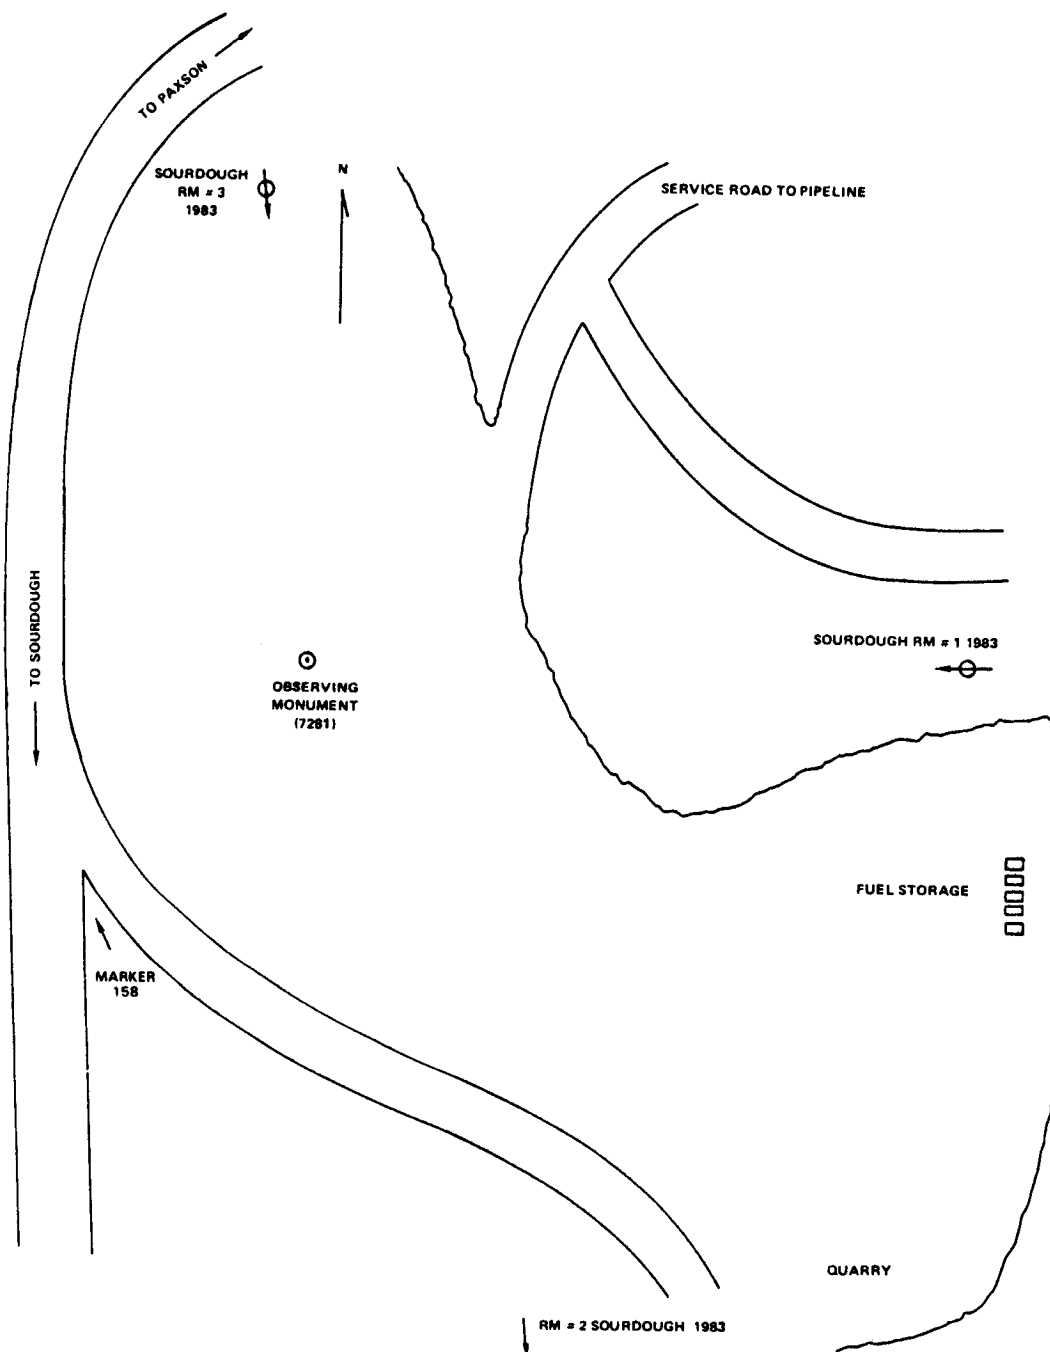 TO PAXSON
SOURDOUGH
RM # 3
1983
N
SERVICE ROAD TO PIPELINE
TO SOURDOUGH
SOURDOUGH RM # 1 1983
OBSERVING
MONUMENT
(7281)
FUEL STORAGE
MARKER
158
QUARRY
RM # 2 SOURDOUGH 1983